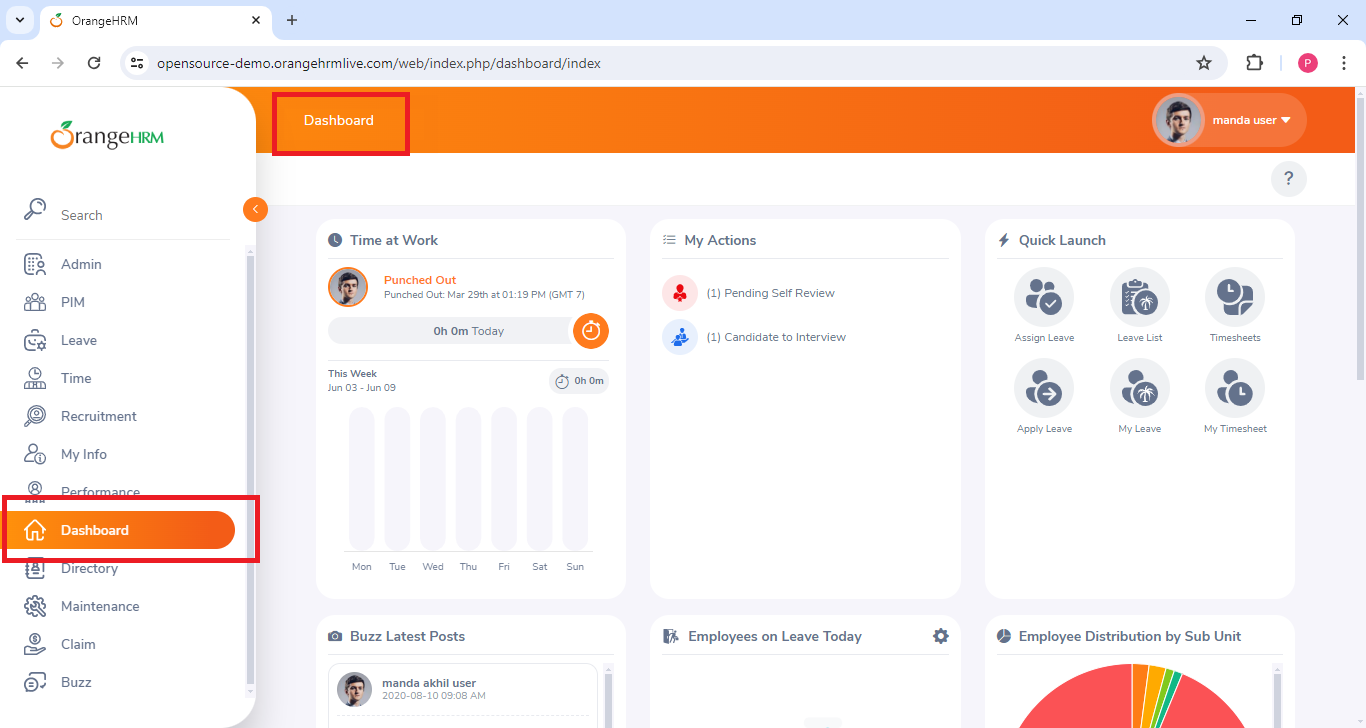 OrangeHRM
opensource-demo.orangehrmlive.com/web/index.php/dashboard/index
P
OrangeHRM
Dashboard
manda user
?
Search
Admin
PIM
Leave
Time
Recruitment
My Info
Performance
Dashboard
Directory
Maintenance
Claim
Buzz
Time at Work
Punched Out
Punched Out: Mar 29th at 01:19 PM (GMT 7)
0h 0m Today
This Week
Jun 03 - Jun 09
0h 0m
Mon Tue Wed Thu Fri Sat Sun
My Actions
(1) Pending Self Review
(1) Candidate to Interview
Quick Launch
Assign Leave Leave List Timesheets
Apply Leave My Leave My Timesheet
Buzz Latest Posts
manda akhil user
2020-08-10 09:08 AM
Employees on Leave Today
Employee Distribution by Sub Unit